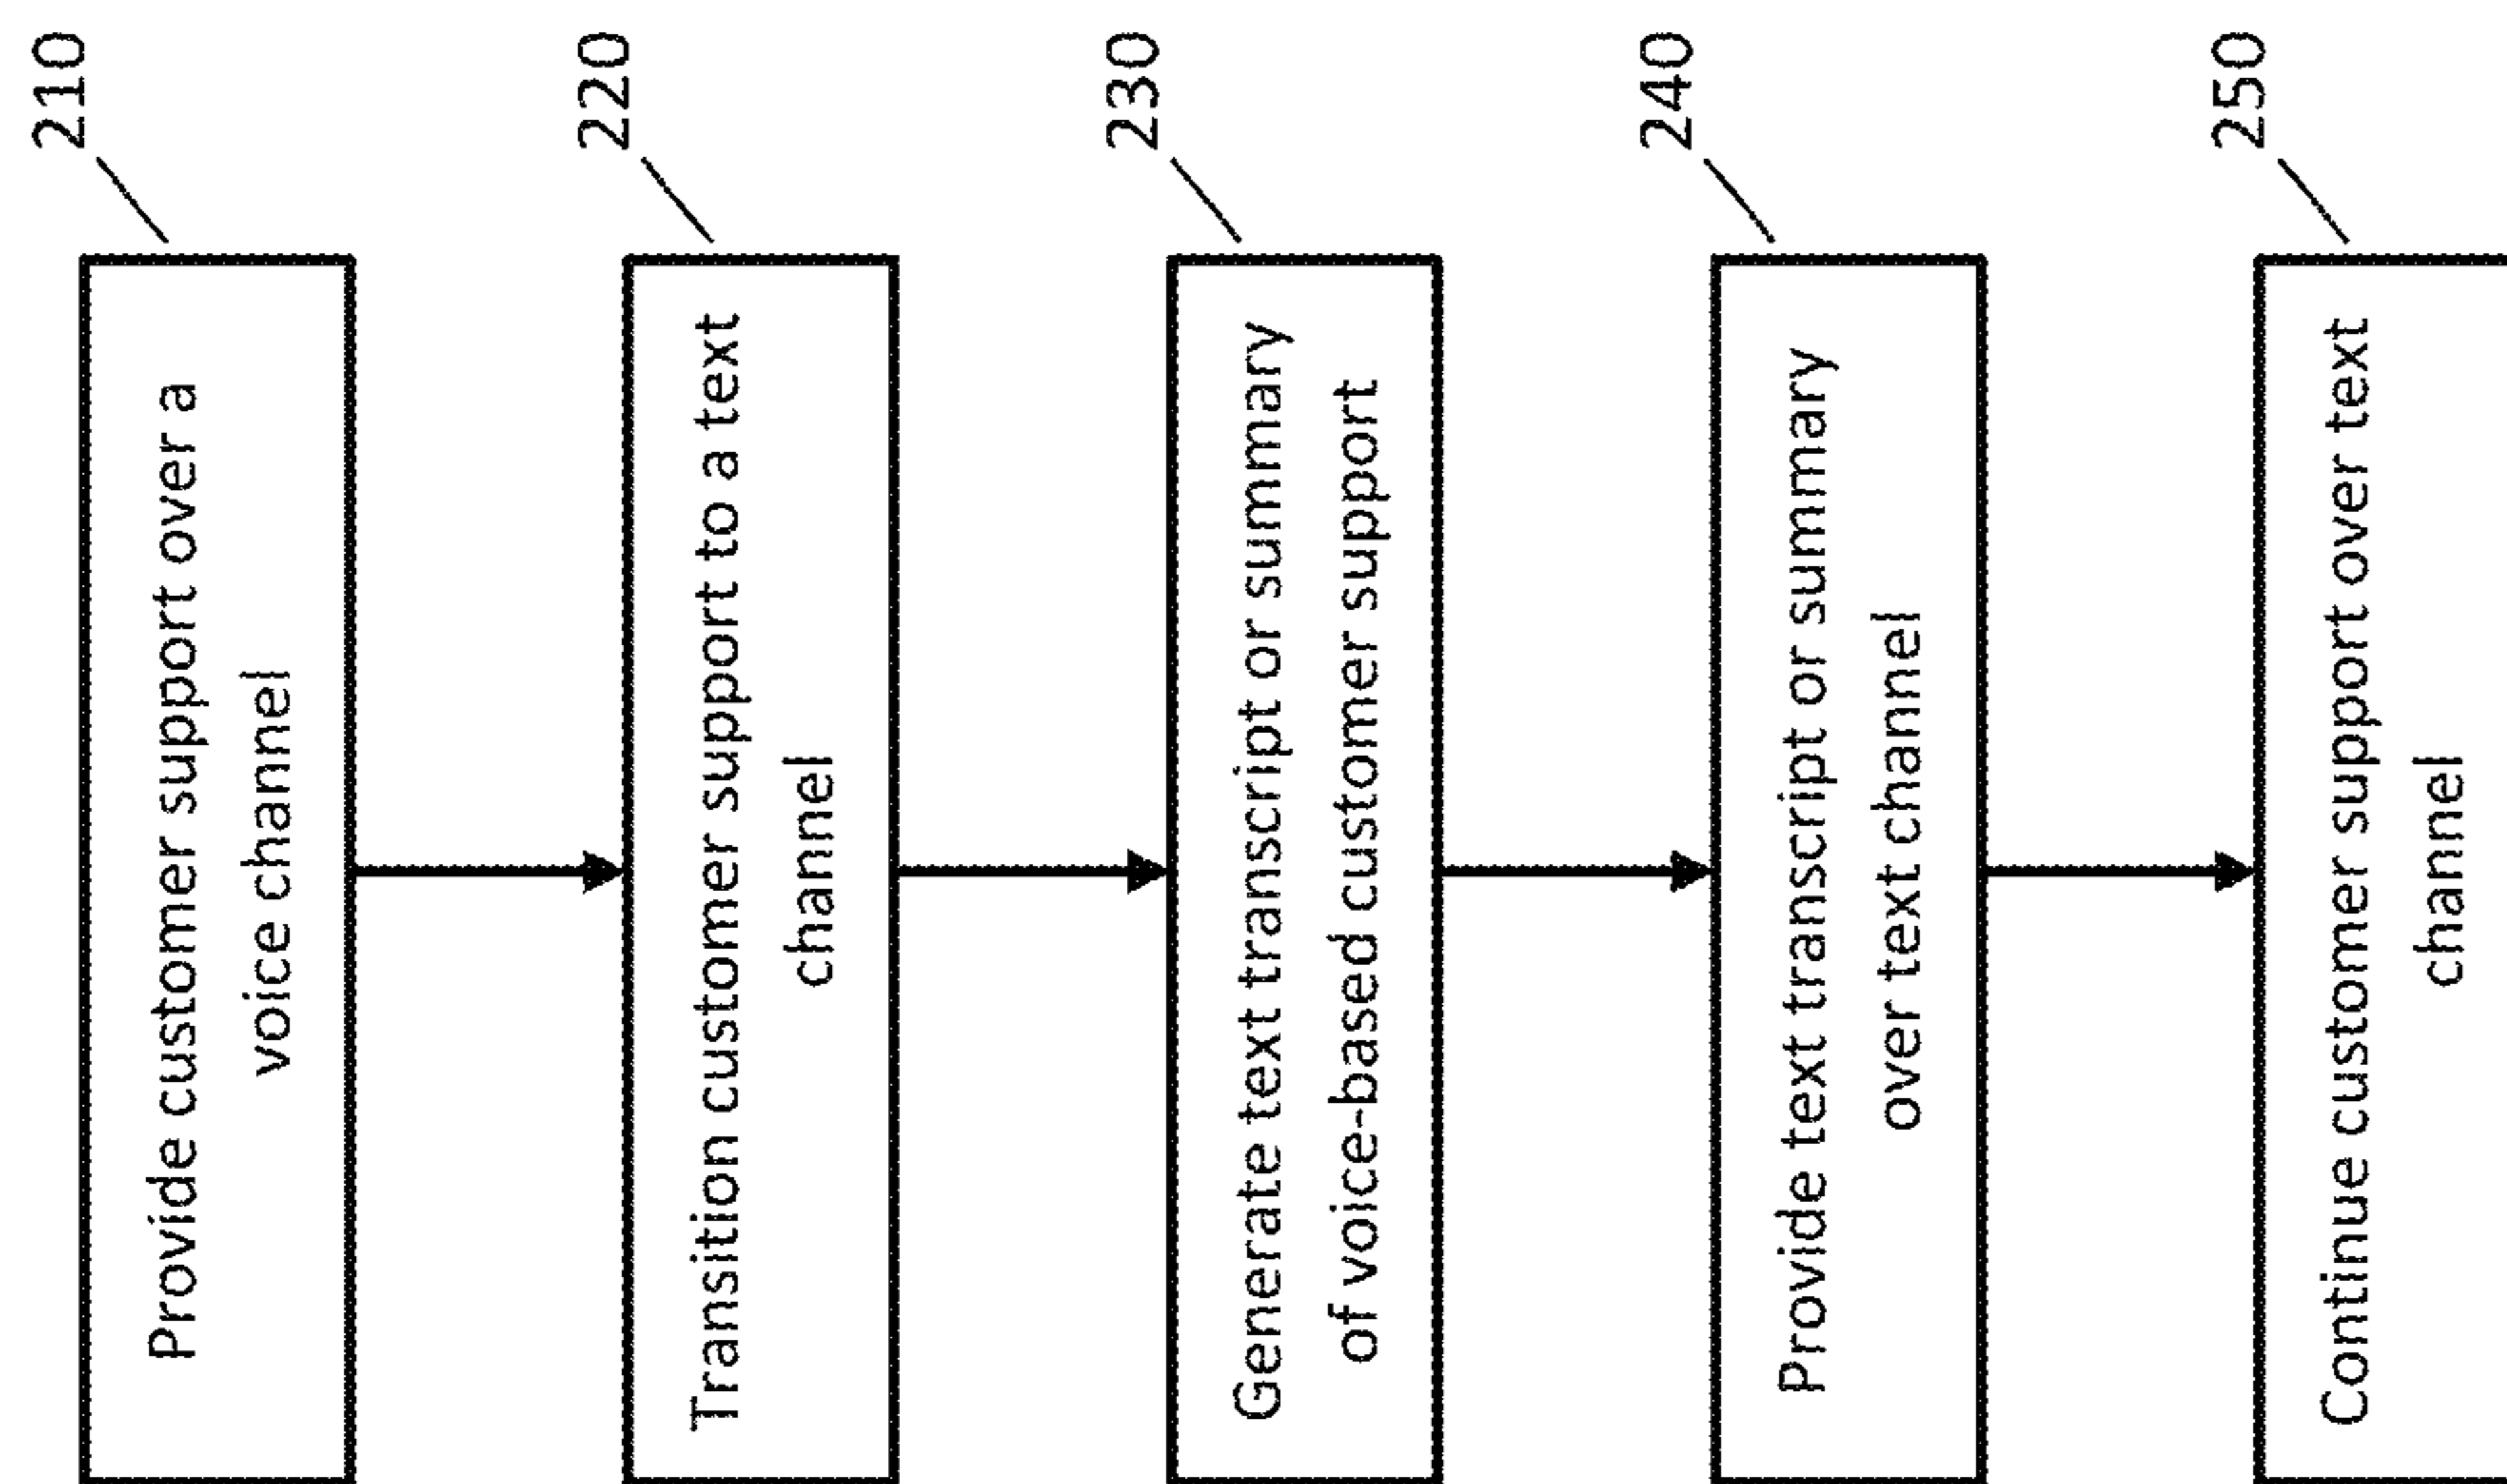 210
Provide customer support over a
voice channel
220
Transition customer support to a text
channel
230
Generate text transcript or summary
of voice-based customer support
240
Provide text transcript or summary
over text channel
250
Continue customer support over text
channel